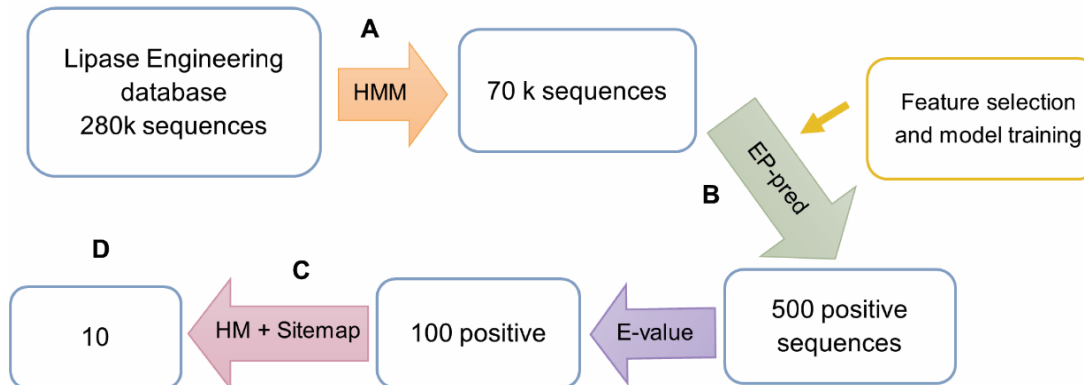 A
Lipase Engineering
database
280k sequences
HMM
70 k sequences
Feature selection
and model training
EP-pred
B
D
C
10
HM + Sitemap
100 positive
E-value
500 positive
sequences